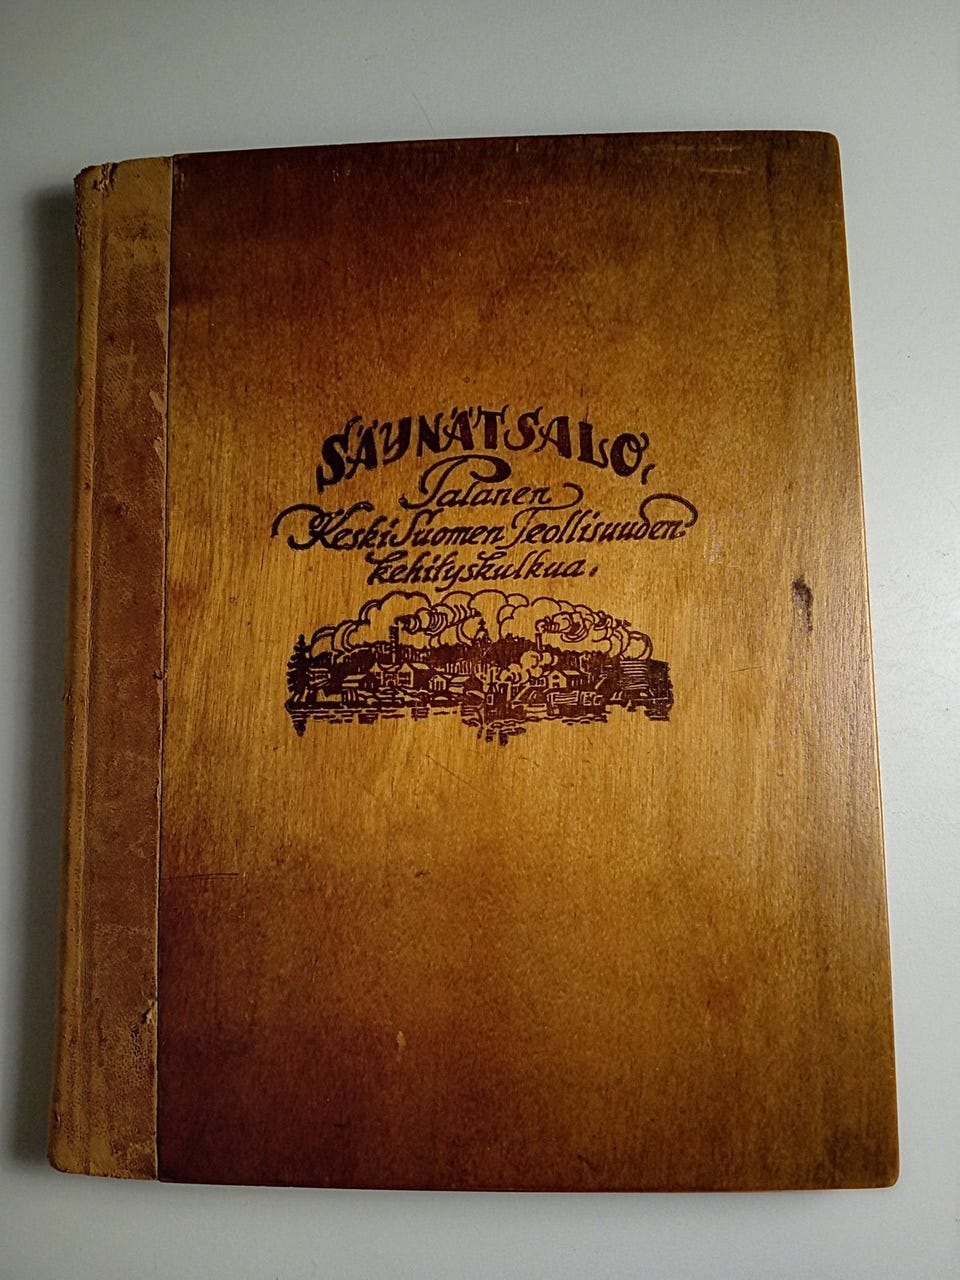 SÄYNÄTSALO,
Palanen
Keski Suomen Teollisuuden
kehityskulkua.